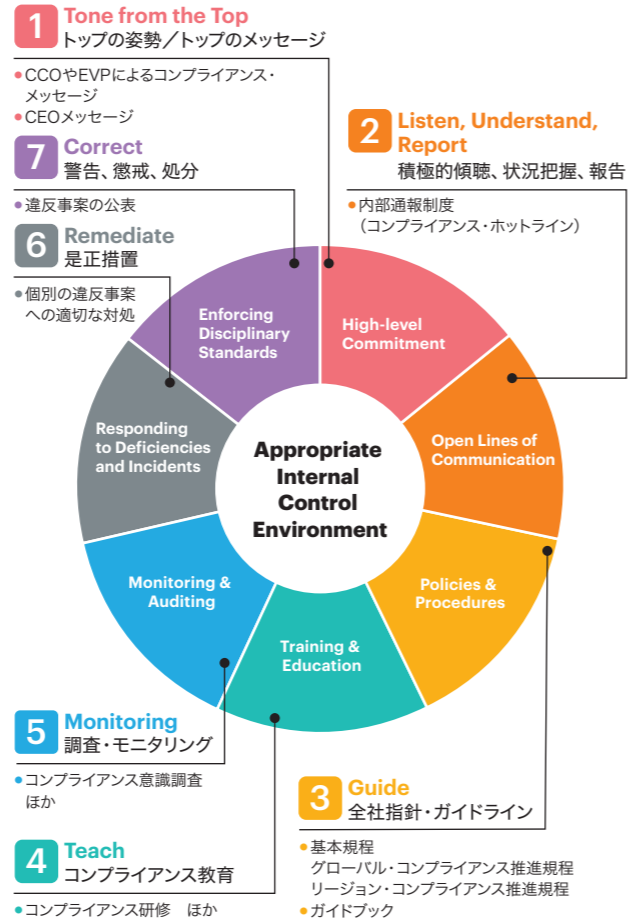 1 Tone from the Top
トップの姿勢／トップのメッセージ
●CCOやEVPによるコンプライアンス・
メッセージ
●CEOメッセージ
2 Listen, Understand,
Report
積極的傾聴、状況把握、報告
●内部通報制度
（コンプライアンス・ホットライン）
7 Correct
警告、懲戒、処分
●違反事案の公表
6 Remediate
是正措置
●個別の違反事案
への適切な対処
Enforcing
Disciplinary
Standards
High-level
Commitment
Responding
to Deficiencies
and Incidents
Appropriate
Internal
Control
Environment
Open Lines of
Communication
Monitoring &
Auditing
Policies &
Procedures
Training &
Education
5 Monitoring
調査・モニタリング
●コンプライアンス意識調査
ほか
3 Guide
全社指針・ガイドライン
●基本規程
グローバル・コンプライアンス推進規程
リージョン・コンプライアンス推進規程
●ガイドブック
4 Teach
コンプライアンス教育
●コンプライアンス研修　ほか